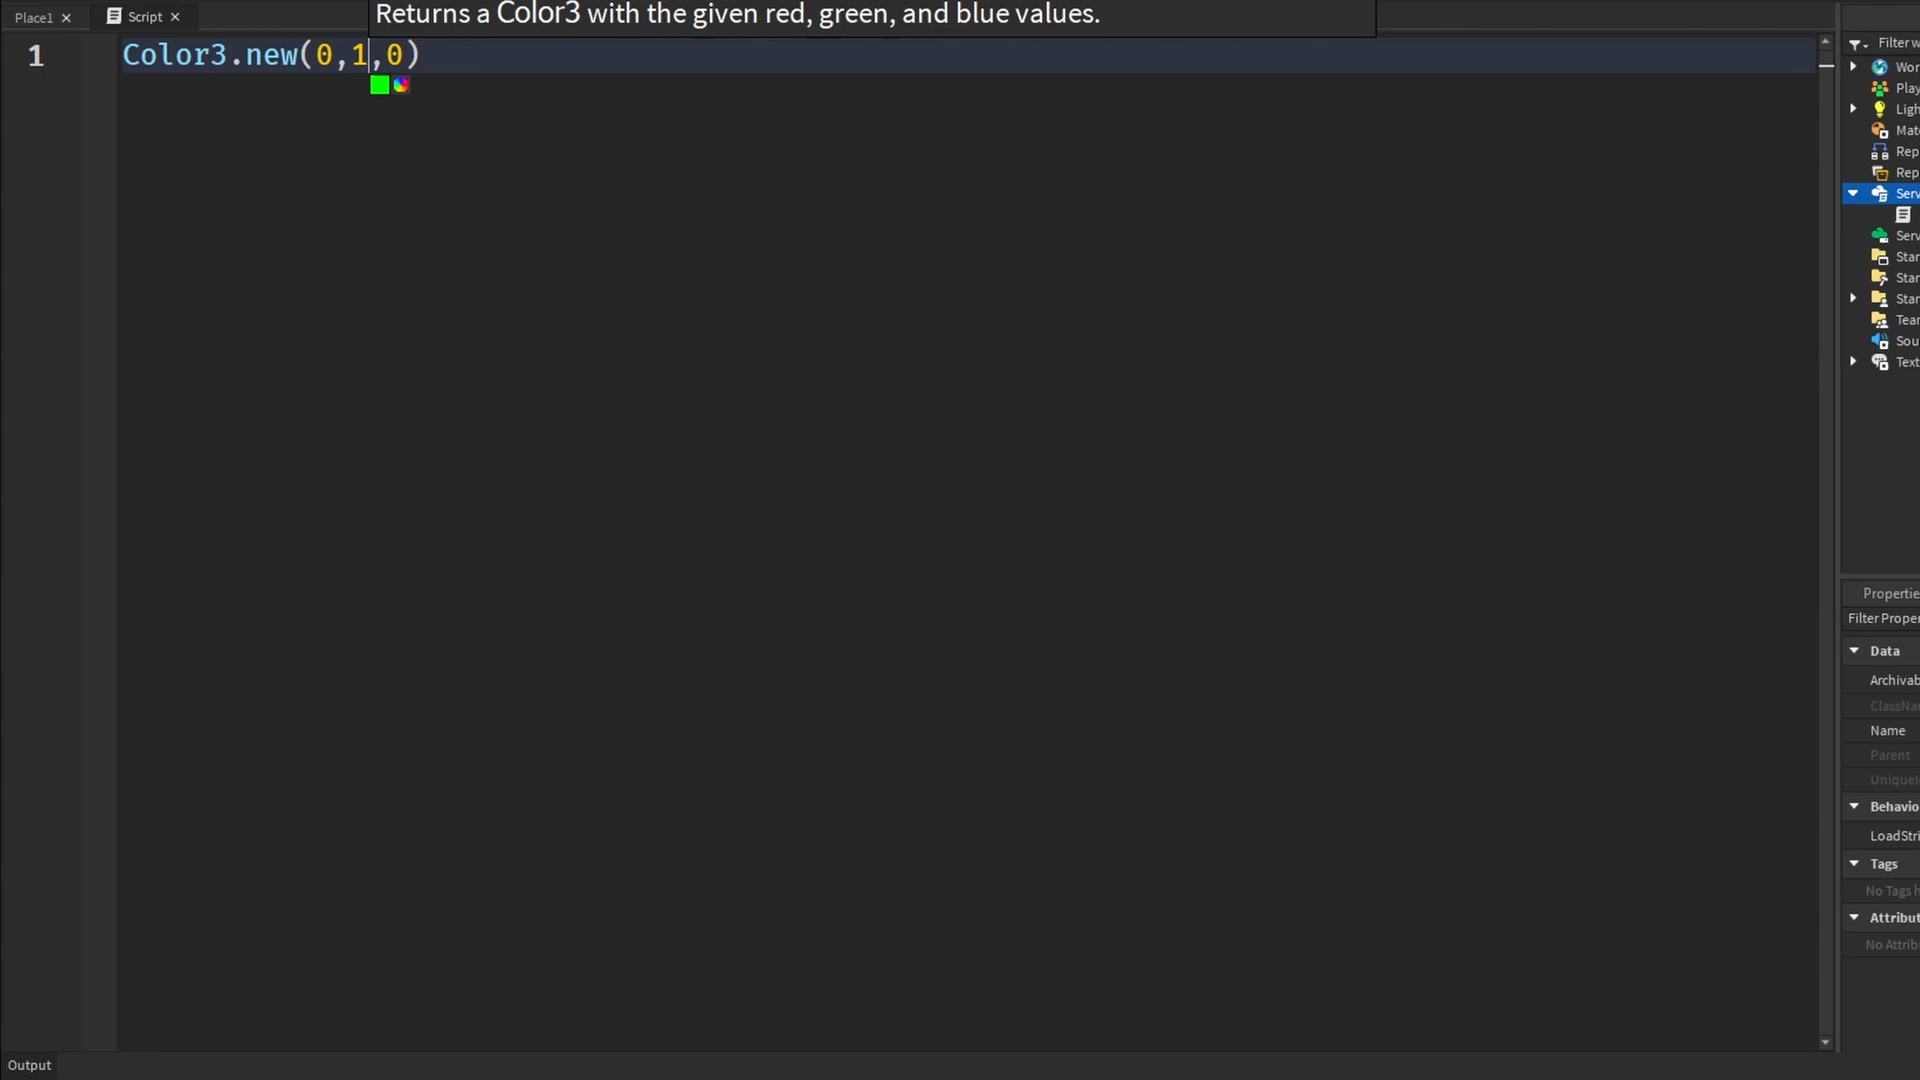 Place1
Script
Returns a Color3 with the given red, green, and blue values.
1
Color3.new(0,1,0)
Filter w
Wor
Play
Ligh
Mate
Rep
Rep
Serv
Serv
Star
Star
Star
Tear
Sou
Text
Propertie
Filter Proper
Data
Archivab
ClassNa
Name
Parent
UniqueI
Behavio
LoadStri
Tags
No Tags h
Attribut
No Attrib
Output